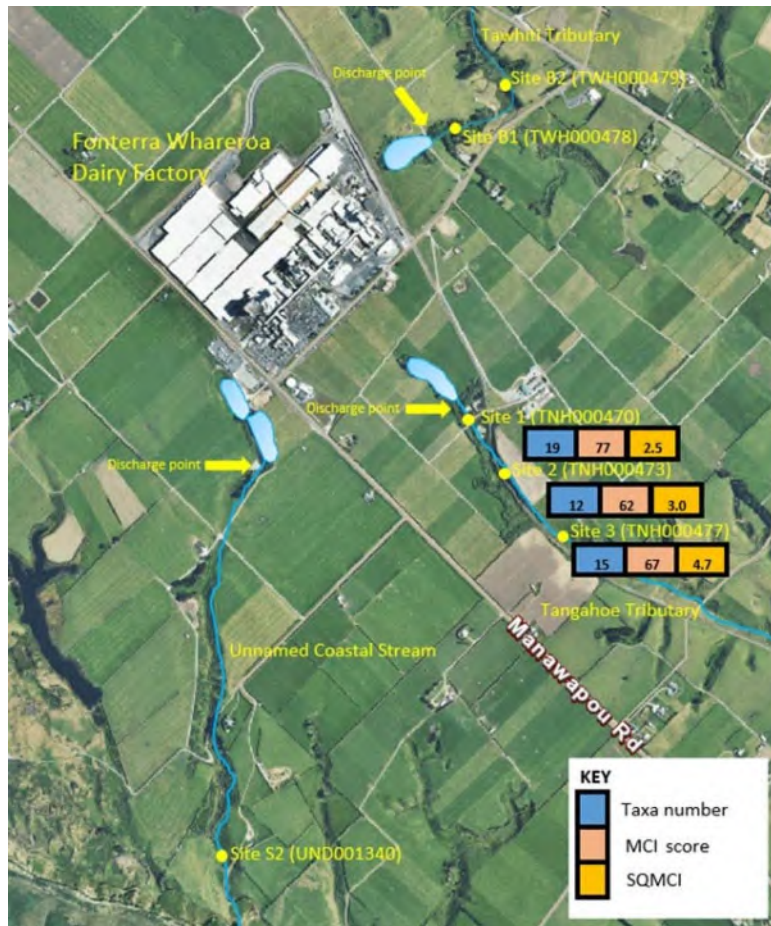 Tawhiti Tributary
Discharge point
Site B2 (TWH000479)
Fonterra Whareroa
Dairy Factory
Site B1 (TWH000478)
Discharge point
Site 1 (TNH000470)
19 77 2.5
Discharge point
Site 2 (TNH000473)
12 62 3.0
Site 3 (TNH000477)
15 67 4.7
Tangahoe Tributary
Manawapou Rd
Unnamed Coastal Stream
Site S2 (UND001340)
KEY
Taxa number
MCI score
SQMCI